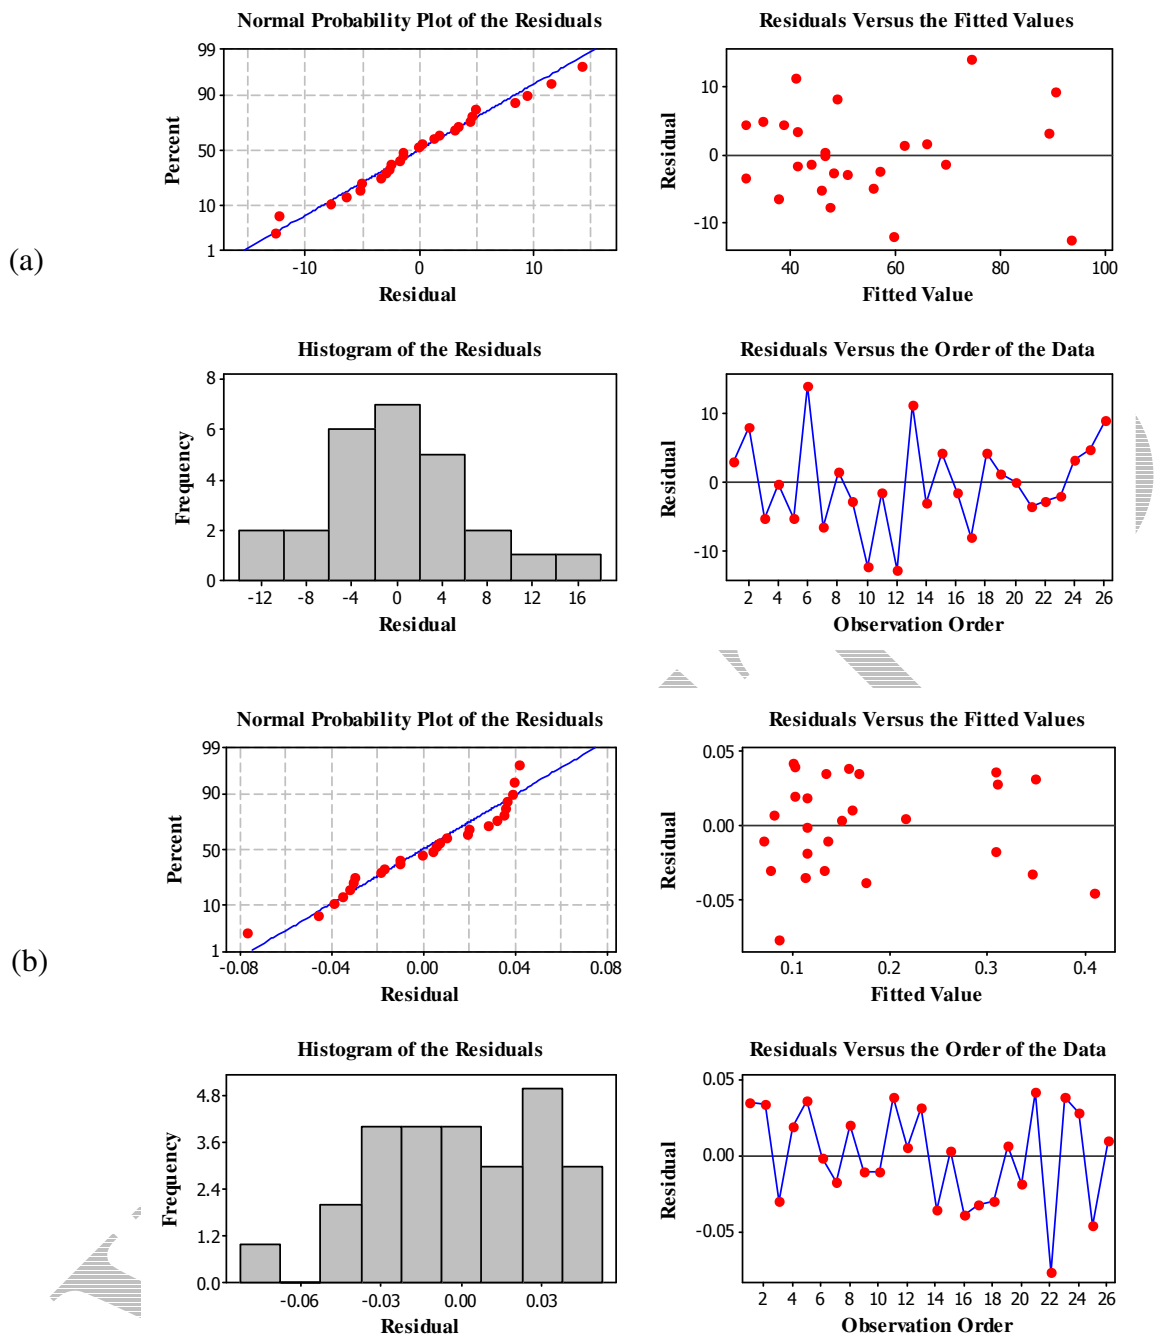 Normal Probability Plot of the Residuals
99
90
50
10
1
Percent
-10 0 10
Residual
Residuals Versus the Fitted Values
10
0
-10
Residual
40 60 80 100
Fitted Value
(a)
Histogram of the Residuals
8
6
4
2
0
Frequency
-12 -8 -4 0 4 8 12 16
Residual
Residuals Versus the Order of the Data
10
0
-10
Residual
2 4 6 8 10 12 14 16 18 20 22 24 26
Observation Order
Normal Probability Plot of the Residuals
99
90
50
10
1
Percent
-0.08 -0.04 0.00 0.04 0.08
Residual
Residuals Versus the Fitted Values
0.05
0.00
-0.05
Residual
0.1 0.2 0.3 0.4
Fitted Value
(b)
Histogram of the Residuals
4.8
3.6
2.4
1.2
0.0
Frequency
-0.06 -0.03 0.00 0.03
Residual
Residuals Versus the Order of the Data
0.05
0.00
-0.05
Residual
2 4 6 8 10 12 14 16 18 20 22 24 26
Observation Order